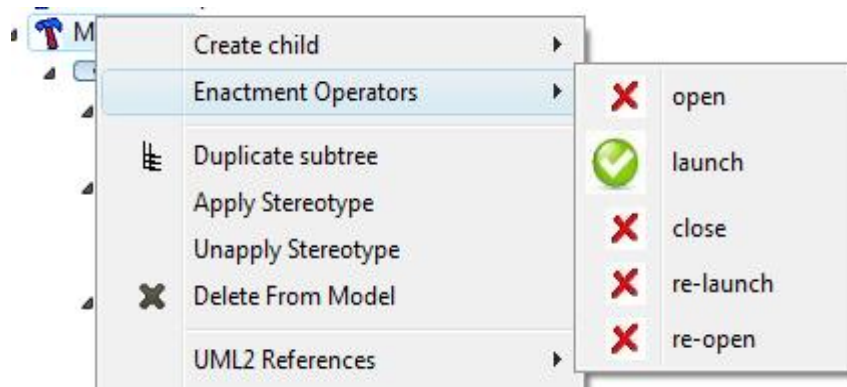 M
Create child
Enactment Operators
Duplicate subtree
Apply Stereotype
Unapply Stereotype
Delete From Model
UML2 References
open
launch
close
re-launch
re-open